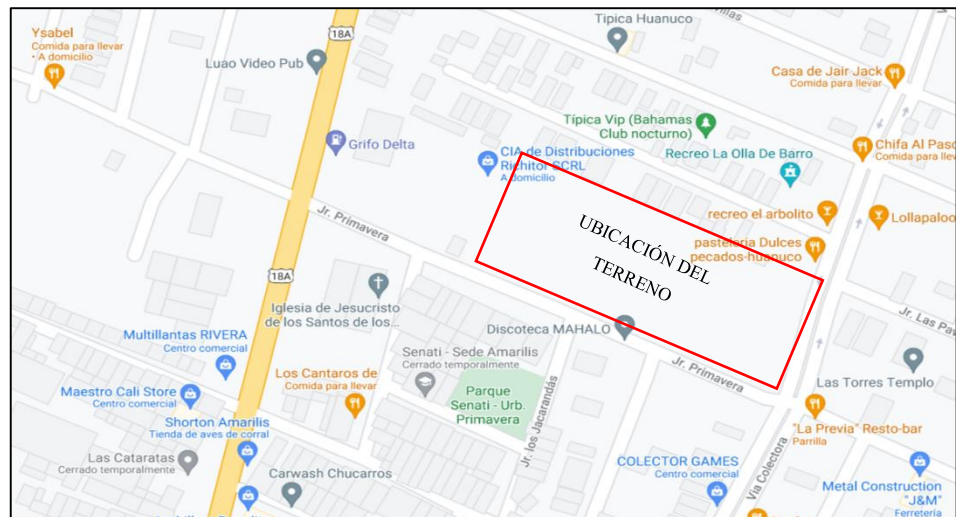 Tipica Huanuco
Ysabel
Comida para llevar
• A domicilio
18A
Luao Video Pub
Casa de Jair Jack
Comida para llevar
Típica Vip (Bahamas
Club nocturno)
Grifo Delta
CIA de Distribuciones
Richitol SCRL
A domicilio
Recreo La Olla De Barro
Chifa Al Paso
Comida para llev
Jr. Primavera
recreo el arbolito
Lollapaloo
UBICACIÓN DEL
TERRENO
pasteleria Dulces
pecados-huanuco
18A
Iglesia de Jesucristo
de los Santos de los...
Jr. Las Pav
Multillantas RIVERA
Centro comercial
Discoteca MAHALO
Senati - Sede Amarilis
Cerrado temporalmente
Jr. Primavera
Los Cantaros de
Comida para llevar
Las Torres Templo
Maestro Cali Store
Centro comercial
Parque
Senati - Urb.
Primavera
Jr. los Jacarandás
Shorton Amarilis
Tienda de aves de corral
"La Previa" Resto-bar
Parrilla
Las Cataratas
Cerrado temporalmente
Carwash Chucarros
COLECTOR GAMES
Centro comercial
Vía Colectora
Metal Construction
"J&M"
Ferretería